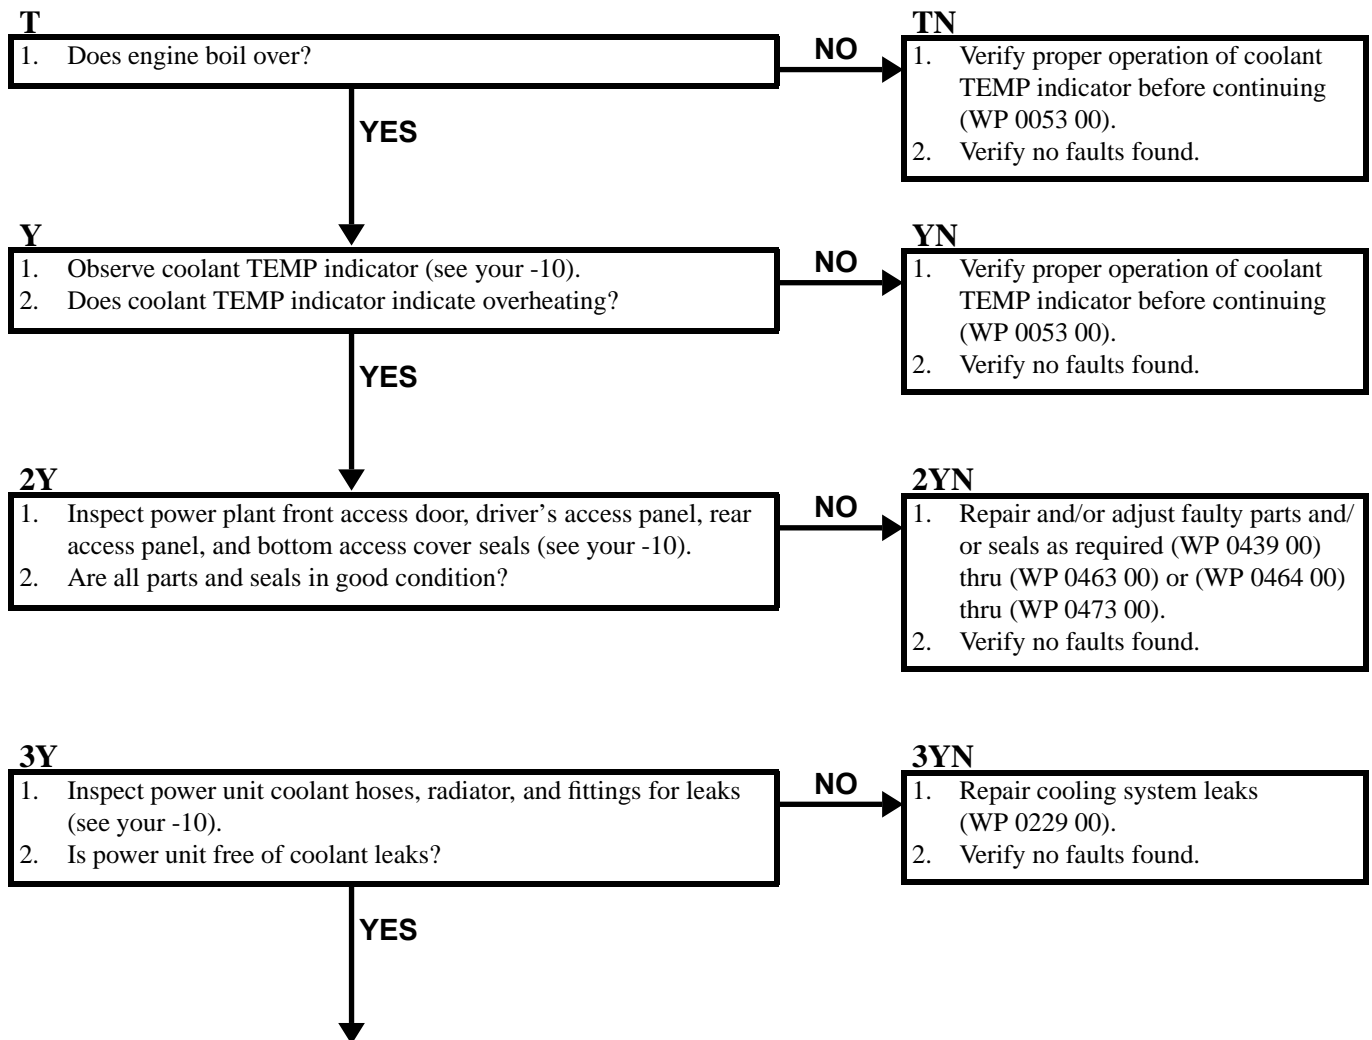 T
1. Does engine boil over?
NO
TN
1. Verify proper operation of coolant
TEMP indicator before continuing
(WP 0053 00).
2. Verify no faults found.
YES
Y
1. Observe coolant TEMP indicator (see your -10).
2. Does coolant TEMP indicator indicate overheating?
NO
YN
1. Verify proper operation of coolant
TEMP indicator before continuing
(WP 0053 00).
2. Verify no faults found.
YES
2Y
1. Inspect power plant front access door, driver’s access panel, rear
access panel, and bottom access cover seals (see your -10).
2. Are all parts and seals in good condition?
NO
2YN
1. Repair and/or adjust faulty parts and/
or seals as required (WP 0439 00)
thru (WP 0463 00) or (WP 0464 00)
thru (WP 0473 00).
2. Verify no faults found.
3Y
1. Inspect power unit coolant hoses, radiator, and fittings for leaks
(see your -10).
2. Is power unit free of coolant leaks?
NO
3YN
1. Repair cooling system leaks
(WP 0229 00).
2. Verify no faults found.
YES